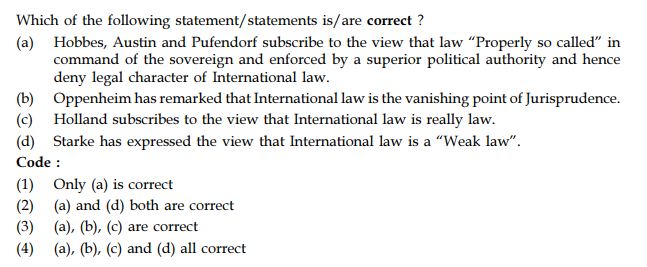 Which of the following statement/statements is/are correct ?
(a) Hobbes, Austin and Pufendorf subscribe to the view that law “Properly so called” in
command of the sovereign and enforced by a superior political authority and hence
deny legal character of International law.
(b) Oppenheim has remarked that International law is the vanishing point of Jurisprudence.
(c) Holland subscribes to the view that International law is really law.
(d) Starke has expressed the view that International law is a “Weak law”.
Code :
(1) Only (a) is correct
(2) (a) and (d) both are correct
(3) (a), (b), (c) are correct
(4) (a), (b), (c) and (d) all correct